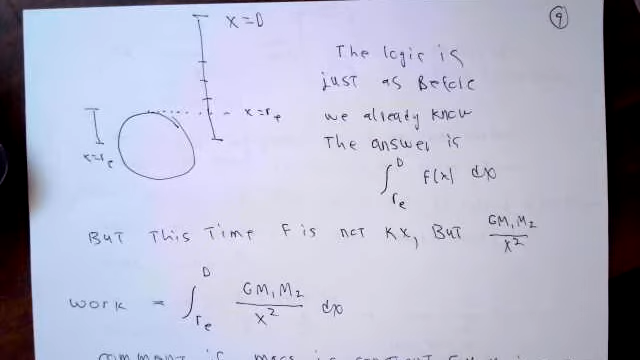 9
x = D
The logic is
just as Before
x = re
we already know
The answer is
x = re
∫_{re}^{D} F(x) dx
But This Time F is not Kx, But GM1M2/x²
work = ∫_{re}^{D} GM1M2/x² dx